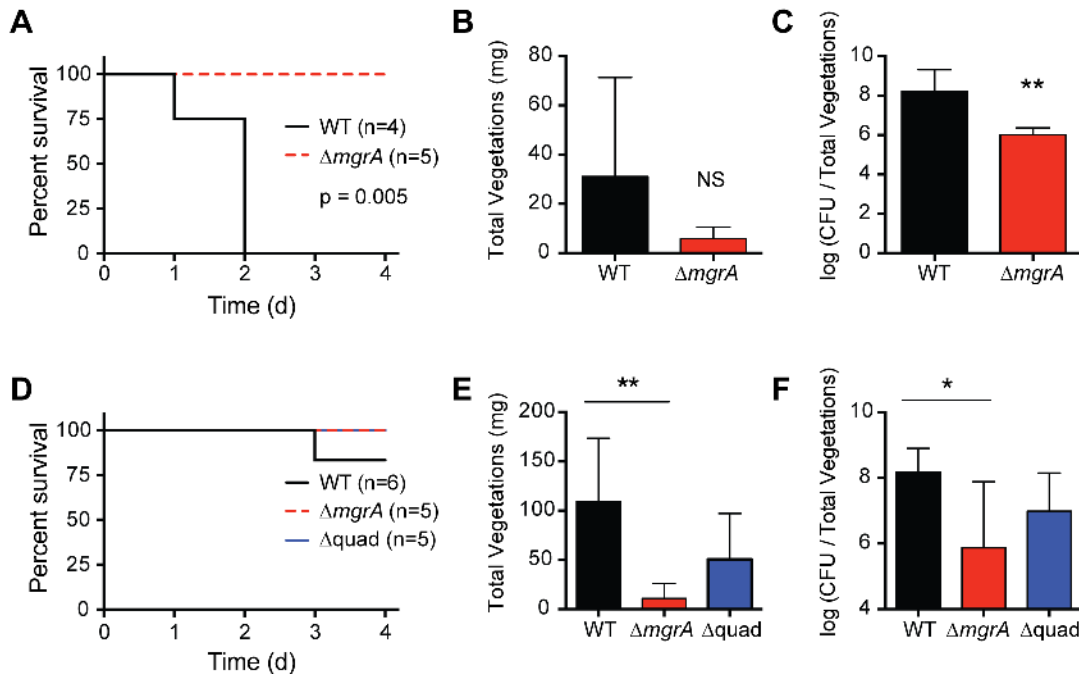 A
Percent survival
100
75
50
25
0
WT (n=4)
ΔmgrA (n=5)
p = 0.005
0 1 2 3 4
Time (d)
B
Total Vegetations (mg)
80
60
40
20
0
NS
WT ΔmgrA
C
log (CFU / Total Vegetations)
10
8
6
4
2
0
**
WT ΔmgrA
D
Percent survival
100
75
50
25
0
WT (n=6)
ΔmgrA (n=5)
Δquad (n=5)
0 1 2 3 4
Time (d)
E
Total Vegetations (mg)
200
150
100
50
0
**
WT ΔmgrA Δquad
F
log (CFU / Total Vegetations)
10
8
6
4
*
WT ΔmgrA Δquad